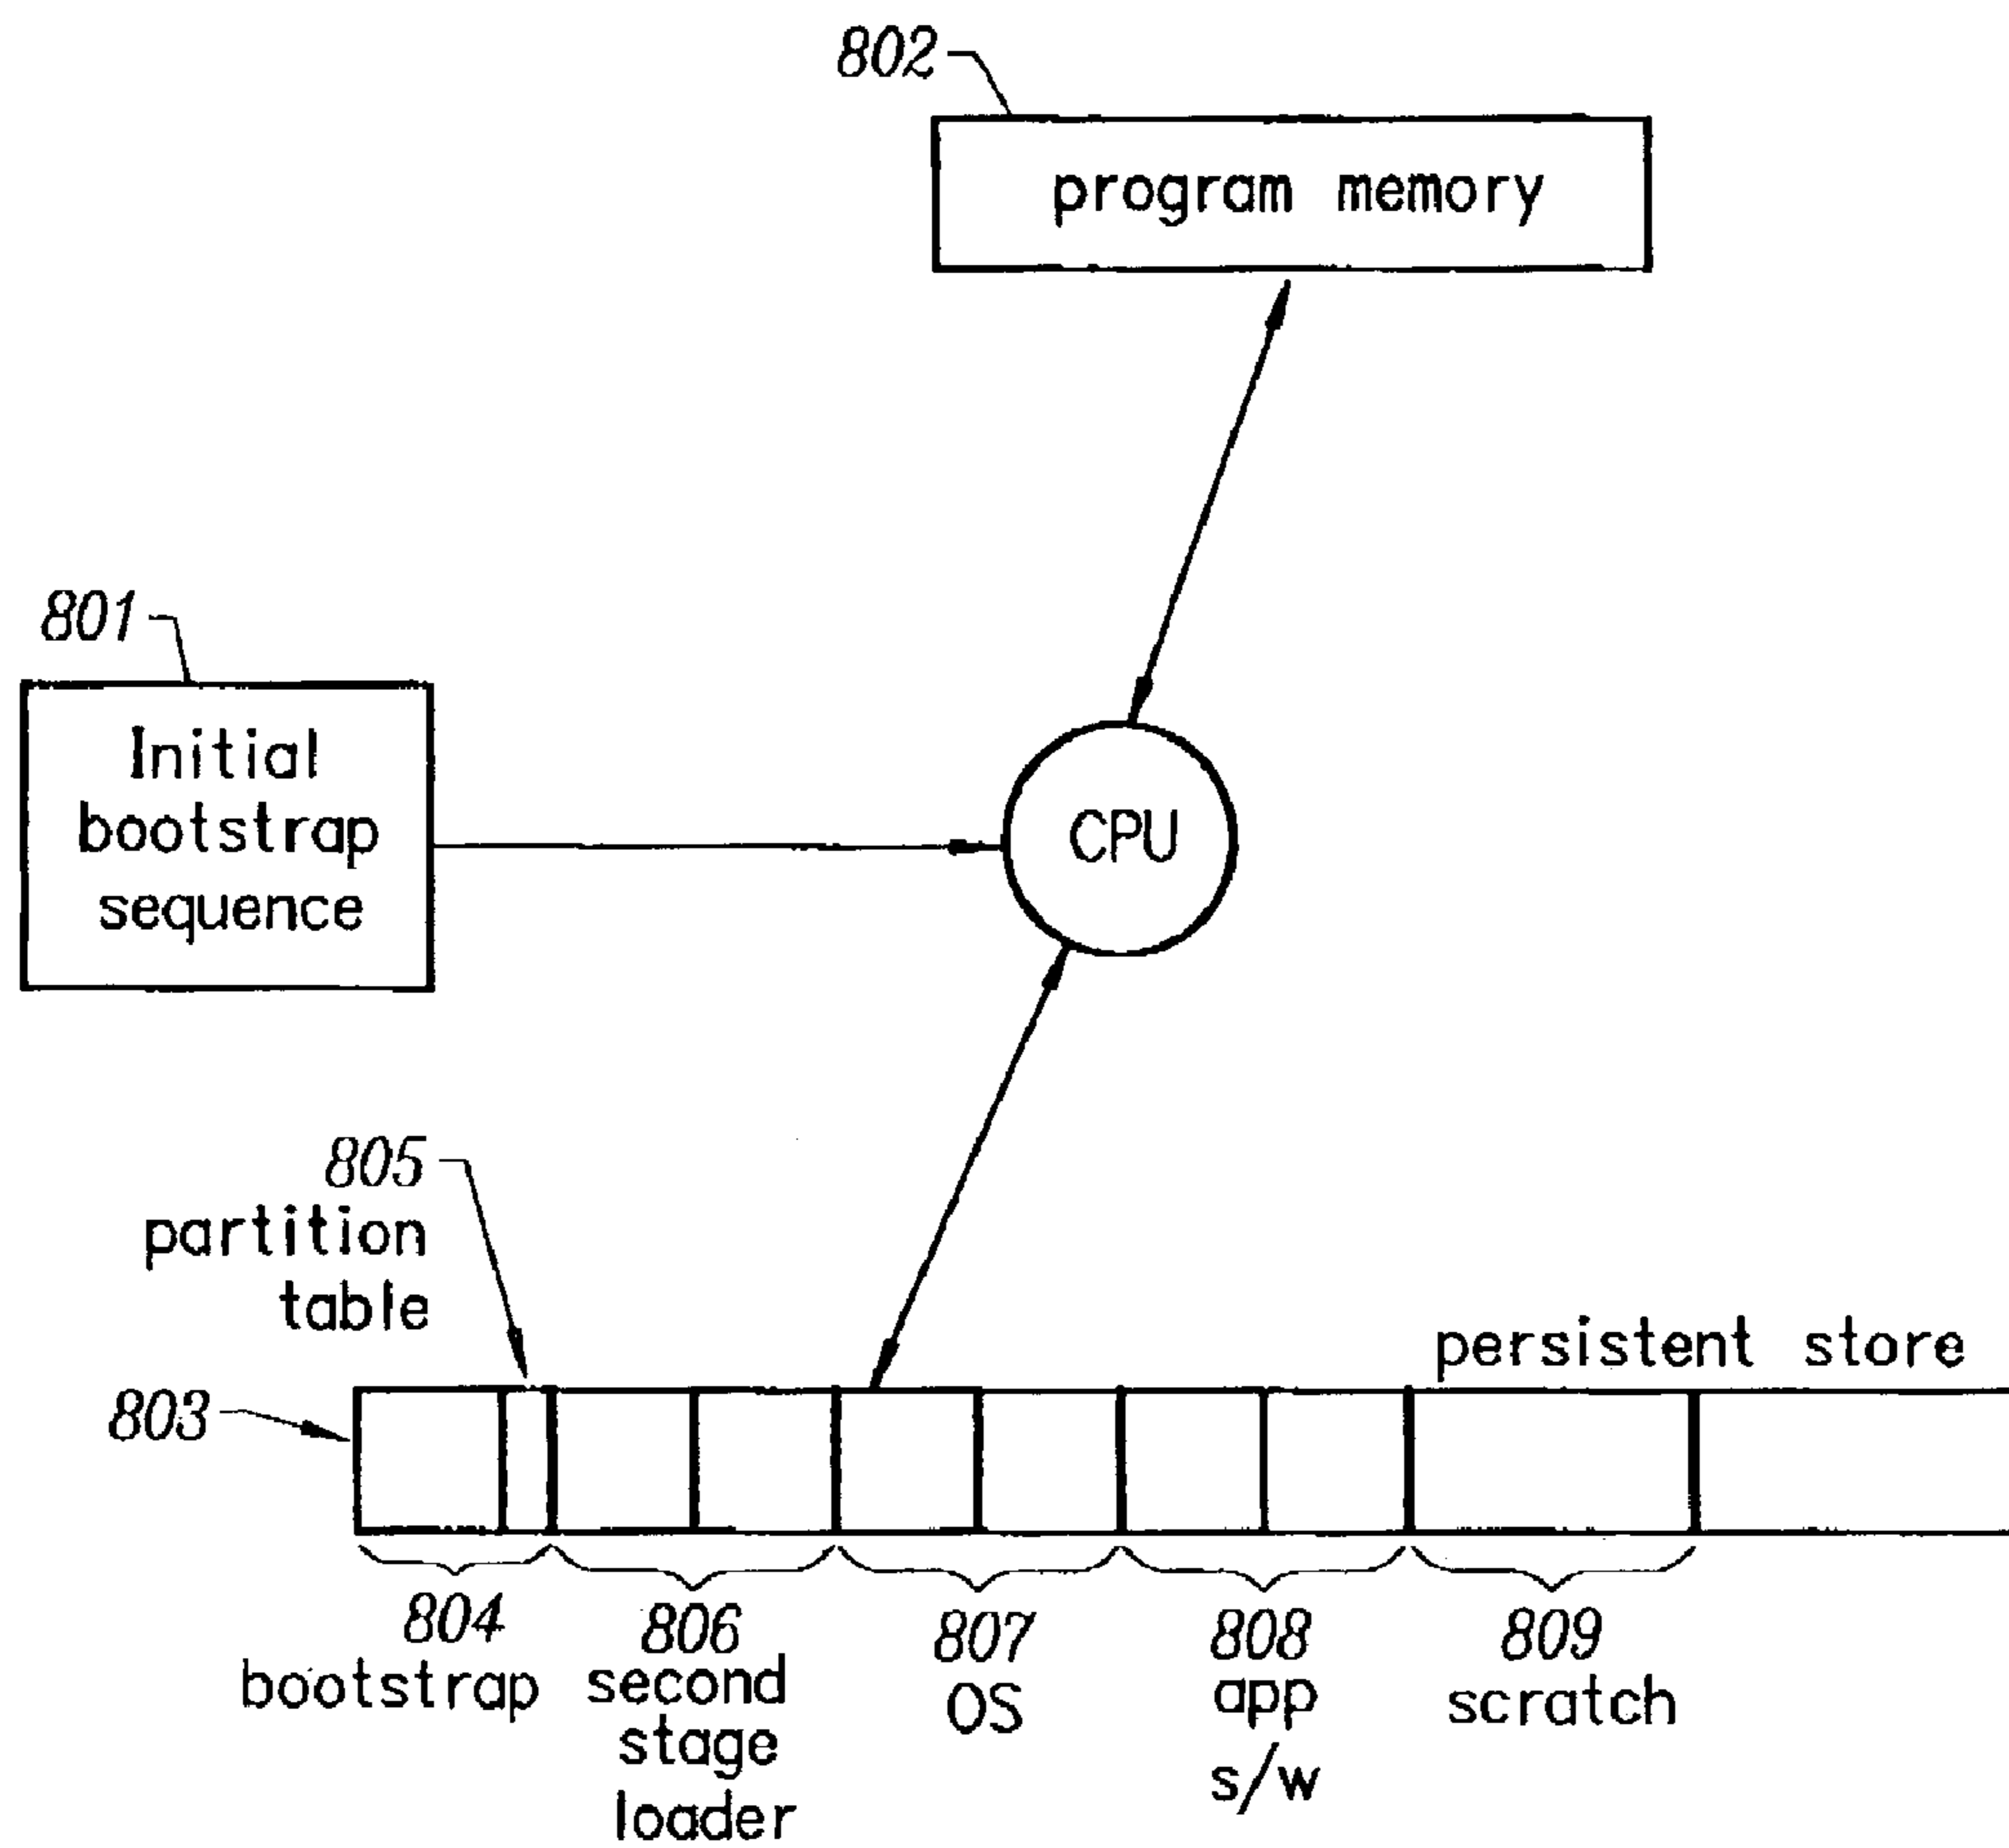 802
program memory
801
Initial
bootstrap
sequence
CPU
805
partition
table
persistent store
803
804
bootstrap
806
second
stage
loader
807
OS
808
app
s/w
809
scratch